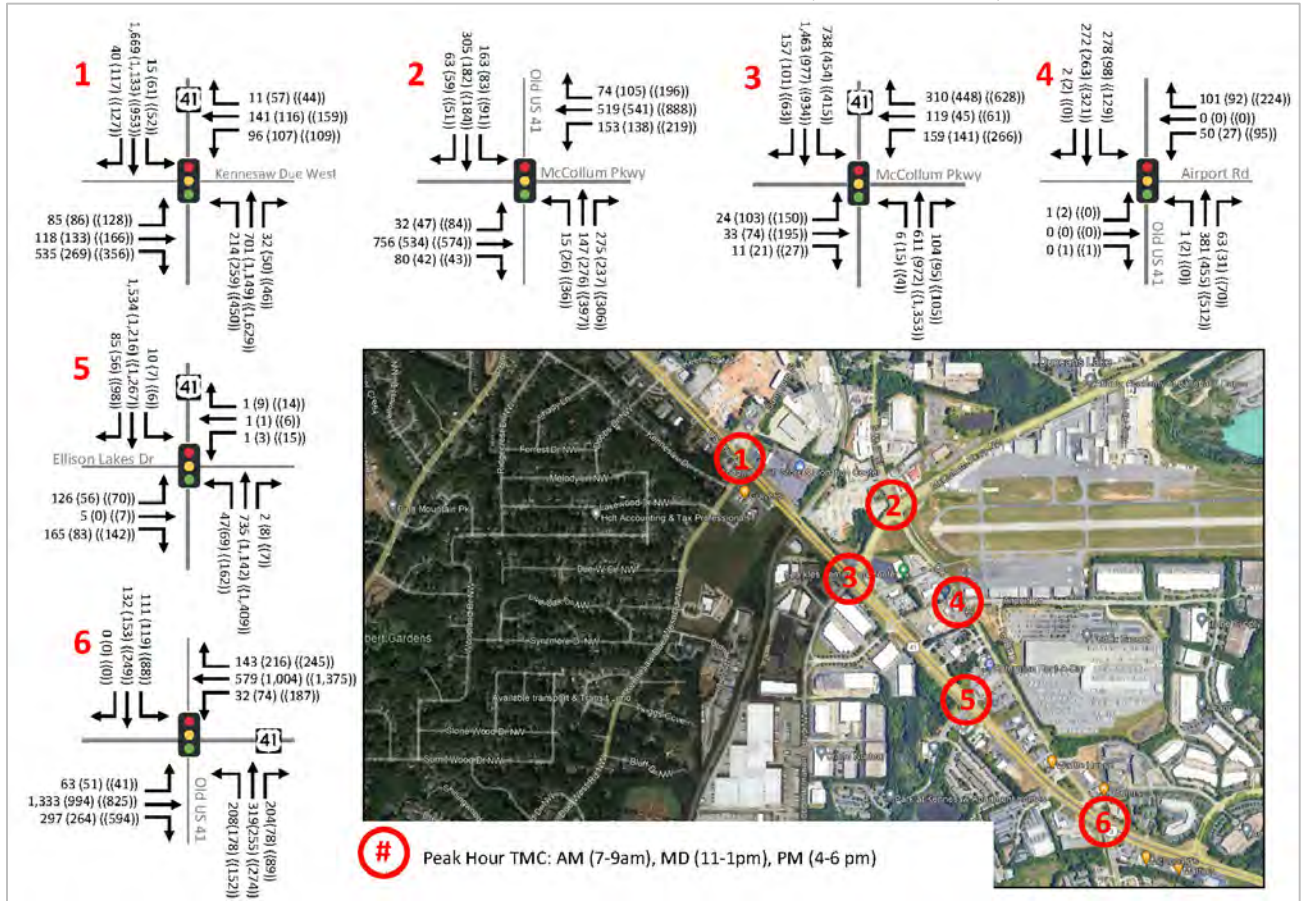 1
40 (117) ((127))
1,669 (1,133) ((953))
15 (61) ((52))
41
11 (57) ((44))
141 (116) ((159))
96 (107) ((109))
Kennesaw Due West
85 (86) ((128))
118 (133) ((166))
535 (269) ((356))
214 (259) ((450))
701 (1,149) ((1,629))
32 (50) ((46))
2
63 (59) ((51))
305 (182) ((184))
163 (83) ((91))
Old US 41
74 (105) ((196))
519 (541) ((888))
153 (138) ((219))
McCollum Pkwy
32 (47) ((84))
756 (534) ((574))
80 (42) ((43))
15 (26) ((36))
147 (276) ((397))
275 (237) ((306))
3
157 (101) ((63))
1,463 (977) ((934))
738 (454) ((415))
41
310 (448) ((628))
119 (45) ((61))
159 (141) ((266))
McCollum Pkwy
24 (103) ((150))
33 (74) ((195))
11 (21) ((27))
6 (15) ((4))
611 (972) ((1,353))
104 (95) ((105))
4
2 (2) ((0))
272 (263) ((321))
278 (98) ((129))
101 (92) ((224))
0 (0) ((0))
50 (27) ((95))
Airport Rd
1 (2) ((0))
0 (0) ((0))
0 (1) ((1))
Old US 41
1 (2) ((0))
381 (455) ((512))
63 (31) ((70))
5
85 (56) ((98))
1,534 (1,216) ((1,267))
10 (7) ((6))
41
1 (9) ((14))
1 (1) ((6))
1 (3) ((15))
Ellison Lakes Dr
126 (56) ((70))
5 (0) ((7))
165 (83) ((142))
47(69) ((162))
735 (1,142) ((1,409))
2 (8) ((7))
6
0 (0) ((0))
132 (153) ((249))
111 (119) ((88))
143 (216) ((245))
579 (1,004) ((1,375))
32 (74) ((187))
41
63 (51) ((41))
1,333 (994) ((825))
297 (264) ((594))
Old US 41
208(178) ((152))
319(255) ((274))
204(78) ((89))
1
2
3
4
5
6
Forrest Dr NW
Holt Accounting & Tax Professionals
41
# Peak Hour TMC: AM (7-9am), MD (11-1pm), PM (4-6 pm)